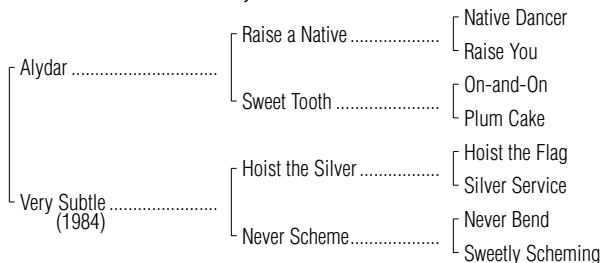 Native Dancer
Raise a Native ....................
Raise You
Alydar ...............................
On-and-On
Sweet Tooth ......................
Plum Cake
Hoist the Flag
Hoist the Silver .................
Silver Service
Very Subtle .......................
(1984)
Never Bend
Never Scheme...................
Sweetly Scheming